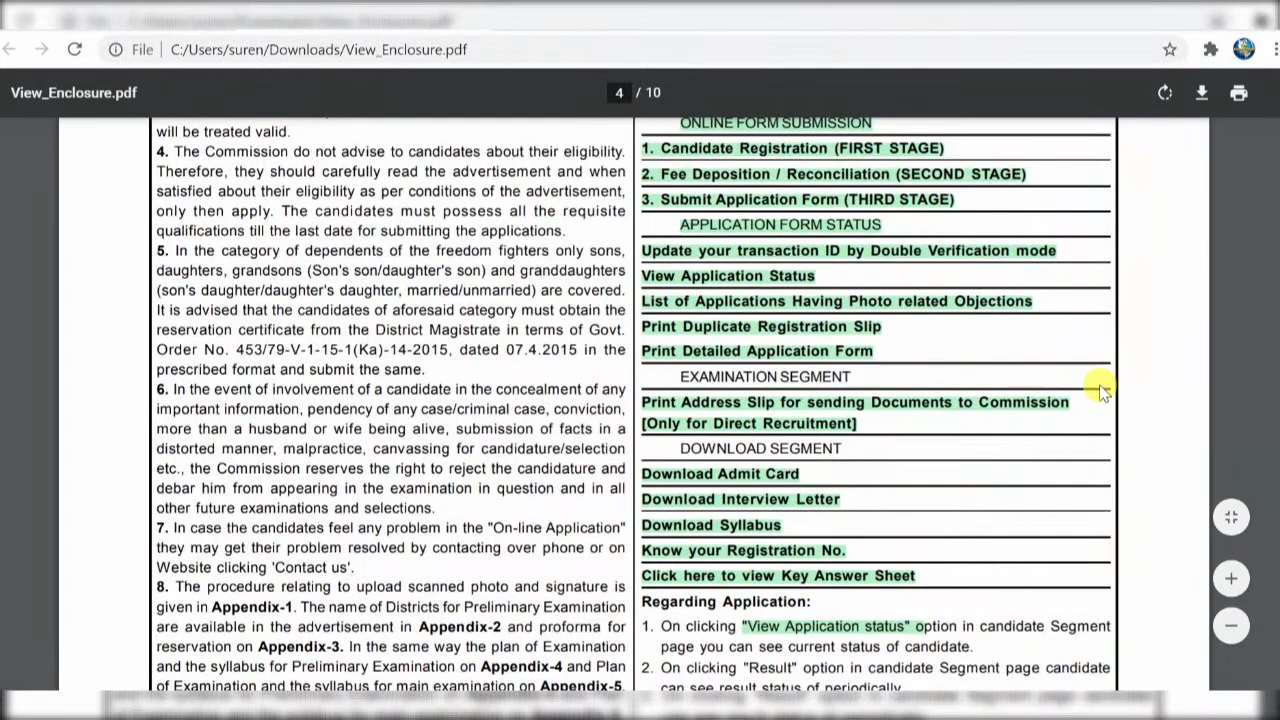 File
C:/Users/suren/Downloads/View_Enclosure.pdf
View_Enclosure.pdf
4 / 10
will be treated valid.
4. The Commission do not advise to candidates about their eligibility.
Therefore, they should carefully read the advertisement and when
satisfied about their eligibility as per conditions of the advertisement,
only then apply. The candidates must possess all the requisite
qualifications till the last date for submitting the applications.
5. In the category of dependents of the freedom fighters only sons,
daughters, grandsons (Son's son/daughter's son) and granddaughters
(son's daughter/daughter's daughter, married/unmarried) are covered.
It is advised that the candidates of aforesaid category must obtain the
reservation certificate from the District Magistrate in terms of Govt.
Order No. 453/79-V-1-15-1(Ka)-14-2015, dated 07.4.2015 in the
prescribed format and submit the same.
6. In the event of involvement of a candidate in the concealment of any
important information, pendency of any case/criminal case, conviction,
more than a husband or wife being alive, submission of facts in a
distorted manner, malpractice, canvassing for candidature/selection
etc., the Commission reserves the right to reject the candidature and
debar him from appearing in the examination in question and in all
other future examinations and selections.
7. In case the candidates feel any problem in the "On-line Application"
they may get their problem resolved by contacting over phone or on
Website clicking 'Contact us'.
8. The procedure relating to upload scanned photo and signature is
given in Appendix-1. The name of Districts for Preliminary Examination
are available in the advertisement in Appendix-2 and proforma for
reservation on Appendix-3. In the same way the plan of Examination
and the syllabus for Preliminary Examination on Appendix-4 and Plan
of Examination and the syllabus for main examination on Appendix-5.
ONLINE FORM SUBMISSION
1. Candidate Registration (FIRST STAGE)
2. Fee Deposition / Reconciliation (SECOND STAGE)
3. Submit Application Form (THIRD STAGE)
APPLICATION FORM STATUS
Update your transaction ID by Double Verification mode
View Application Status
List of Applications Having Photo related Objections
Print Duplicate Registration Slip
Print Detailed Application Form
EXAMINATION SEGMENT
Print Address Slip for sending Documents to Commission
[Only for Direct Recruitment]
DOWNLOAD SEGMENT
Download Admit Card
Download Interview Letter
Download Syllabus
Know your Registration No.
Click here to view Key Answer Sheet
Regarding Application:
1. On clicking "View Application status" option in candidate Segment
page you can see current status of candidate.
2. On clicking "Result" option in candidate Segment page candidate
can see result status of periodically.